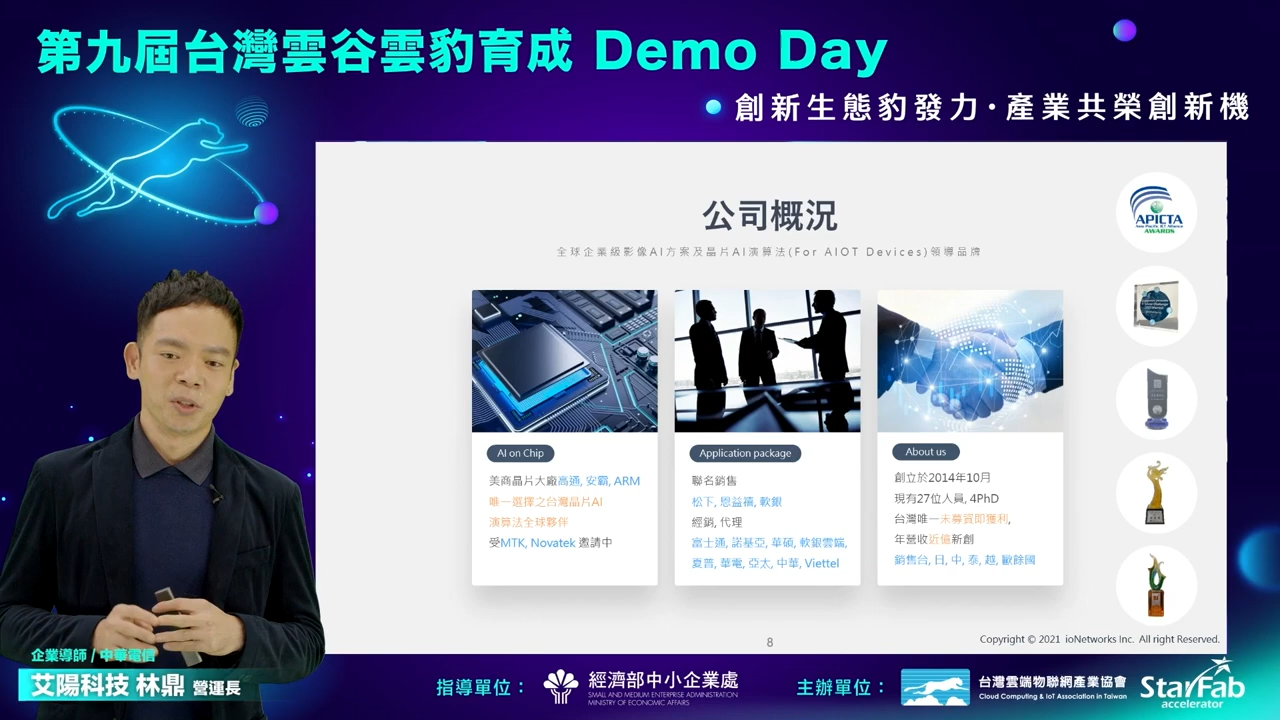 第九屆台灣雲谷雲豹育成 Demo Day
創新生態豹發力·產業共榮創新機
公司概況
全球企業級影像AI方案及晶片AI演算法(For AIOT Devices)領導品牌
APICTA
Asia Pacific ICT Alliance
AWARDS
AI on Chip
美商晶片大廠高通, 安霸, ARM
唯一選擇之台灣晶片AI
演算法全球夥伴
受MTK, Novatek 邀請中
Application package
聯名銷售
松下, 恩益禧, 軟銀
經銷, 代理
富士通, 諾基亞, 華碩, 軟銀雲端,
夏普, 華電, 亞太, 中華, Viettel
About us
創立於2014年10月
現有27位人員, 4PhD
台灣唯一未募資即獲利,
年營收近億新創
銷售台, 日, 中, 泰, 越, 歐餘國
8
Copyright © 2021 ioNetworks Inc. All right Reserved.
企業導師 / 中華電信
艾陽科技 林鼎 營運長
指導單位：
經濟部中小企業處
SMALL AND MEDIUM ENTERPRISE ADMINISTRATION
MINISTRY OF ECONOMIC AFFAIRS
主辦單位：
台灣雲端物聯網產業協會
Cloud Computing & IoT Association in Taiwan
StarFab
accelerator